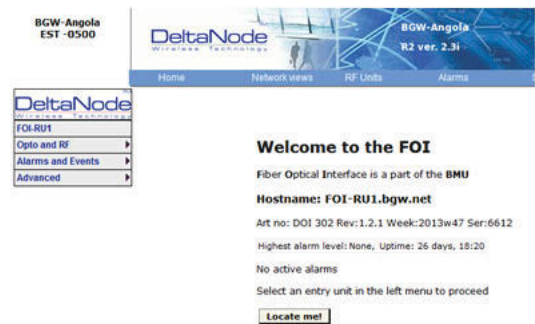 BGW-Angola
EST -0500
DeltaNode
Wireless Technology
BGW-Angola
R2 ver. 2.3i
Home Network views RF Units Alarms
DeltaNode
Wireless Technology
FOI-RU1
Opto and RF
Alarms and Events
Advanced
Welcome to the FOI
Fiber Optical Interface is a part of the BMU
Hostname: FOI-RU1.bgw.net
Art no: DOI 302 Rev:1.2.1 Week:2013w47 Ser:6612
Highest alarm level: None, Uptime: 26 days, 18:20
No active alarms
Select an entry unit in the left menu to proceed
Locate me!